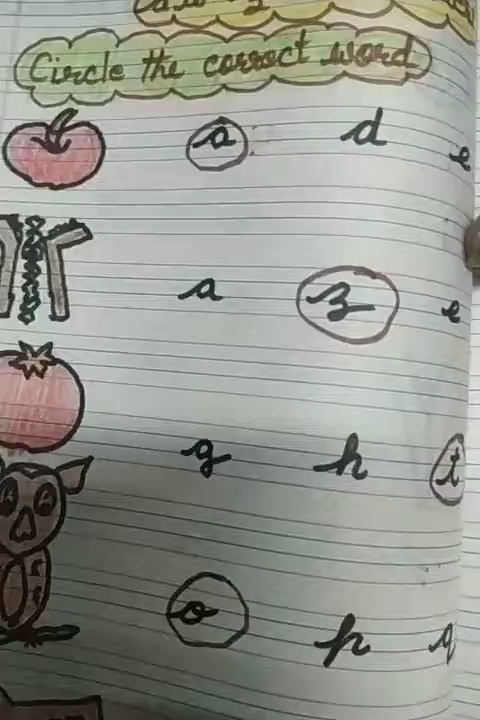 Circle the correct word
a d e
a z e
g h t
o p q